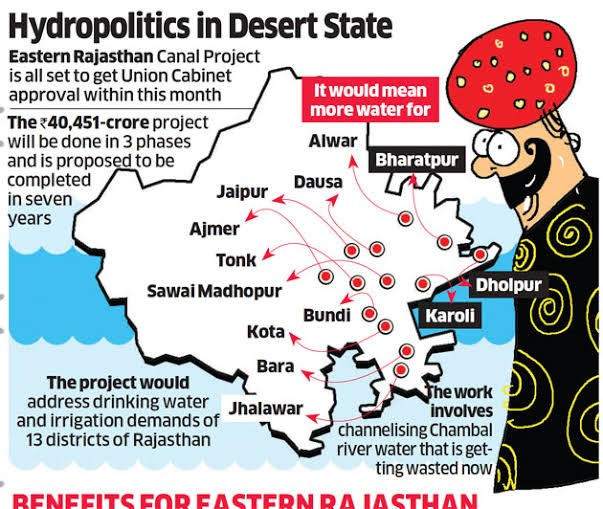 Hydropolitics in Desert State
Eastern Rajasthan Canal Project
is all set to get Union Cabinet
approval within this month
The ₹40,451-crore project
will be done in 3 phases
and is proposed to be
completed
in seven
years
It would mean
more water for
Alwar
Bharatpur
Dausa
Jaipur
Ajmer
Tonk
Sawai Madhopur
Dholpur
Karoli
Bundi
Kota
Bara
Jhalawar
The project would
address drinking water
and irrigation demands of
13 districts of Rajasthan
The work
involves
channelising Chambal
river water that is get-
ting wasted now
BENEFITS FOR EASTERN RAJASTHAN